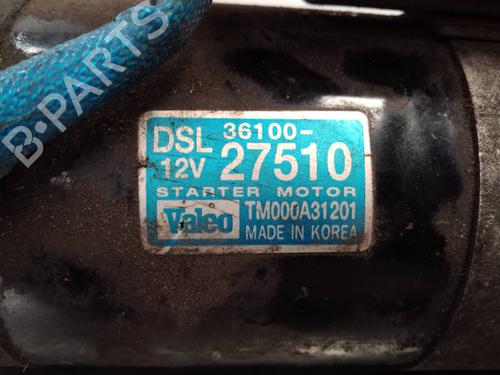 DSL 36100-
12V 27510
STARTER MOTOR
Valeo TM000A31201
MADE IN KOREA
B-PARTS